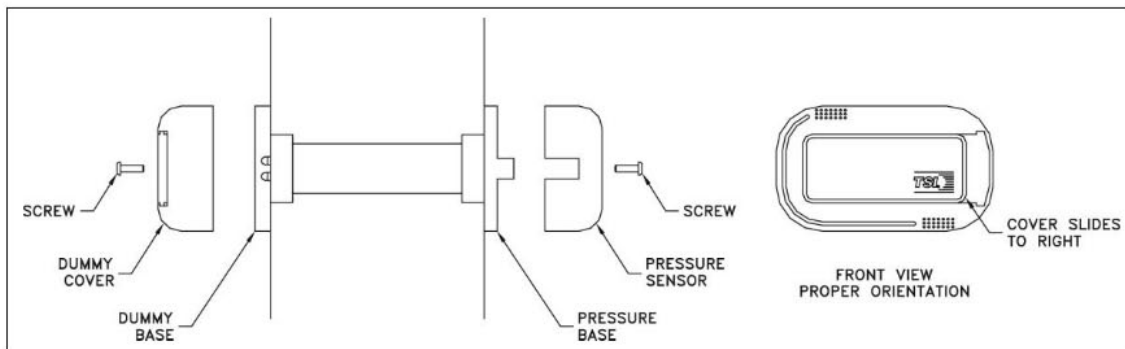 SCREW
DUMMY
COVER
DUMMY
BASE
SCREW
PRESSURE
SENSOR
PRESSURE
BASE
TSI
COVER SLIDES
TO RIGHT
FRONT VIEW
PROPER ORIENTATION